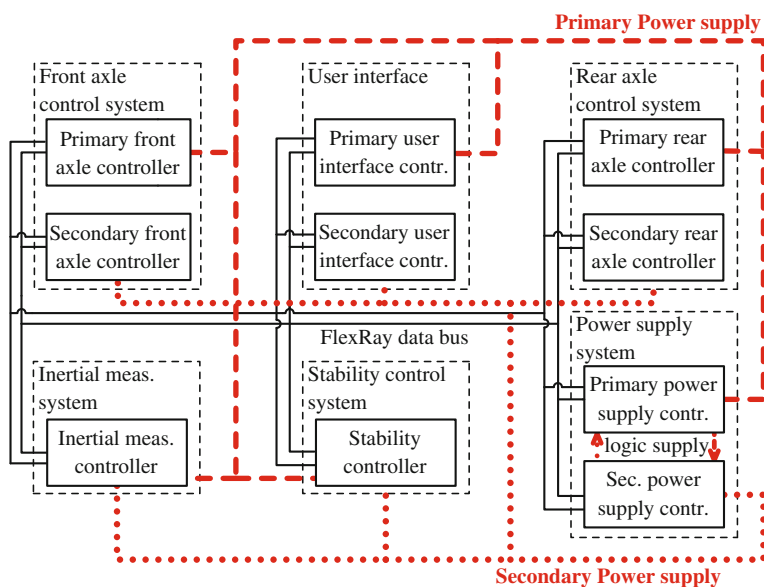 Primary Power supply
Front axle
control system
Primary front
axle controller
Secondary front
axle controller
User interface
Primary user
interface contr.
Secondary user
interface contr.
Rear axle
control system
Primary rear
axle controller
Secondary rear
axle controller
FlexRay data bus
Inertial meas.
system
Inertial meas.
controller
Stability control
system
Stability
controller
Power supply
system
Primary power
supply contr.
logic supply
Sec. power
supply contr.
Secondary Power supply